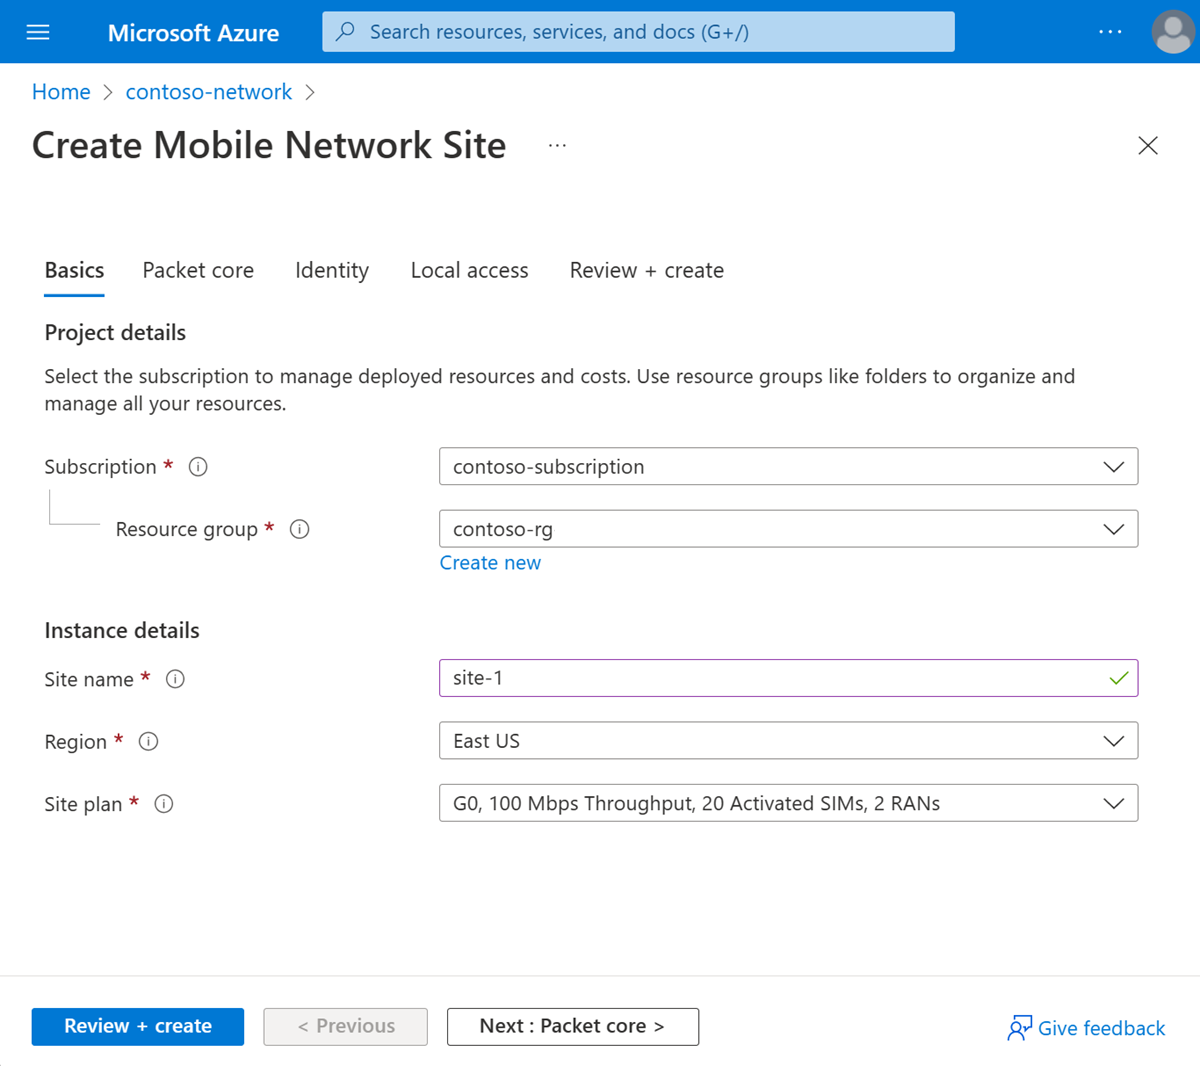 Microsoft Azure
Search resources, services, and docs (G+/)
...
Home > contoso-network >
Create Mobile Network Site ...
Basics Packet core Identity Local access Review + create
Project details
Select the subscription to manage deployed resources and costs. Use resource groups like folders to organize and
manage all your resources.
Subscription * contoso-subscription
Resource group * contoso-rg
Create new
Instance details
Site name * site-1
Region * East US
Site plan * G0, 100 Mbps Throughput, 20 Activated SIMs, 2 RANs
Review + create < Previous Next : Packet core > Give feedback